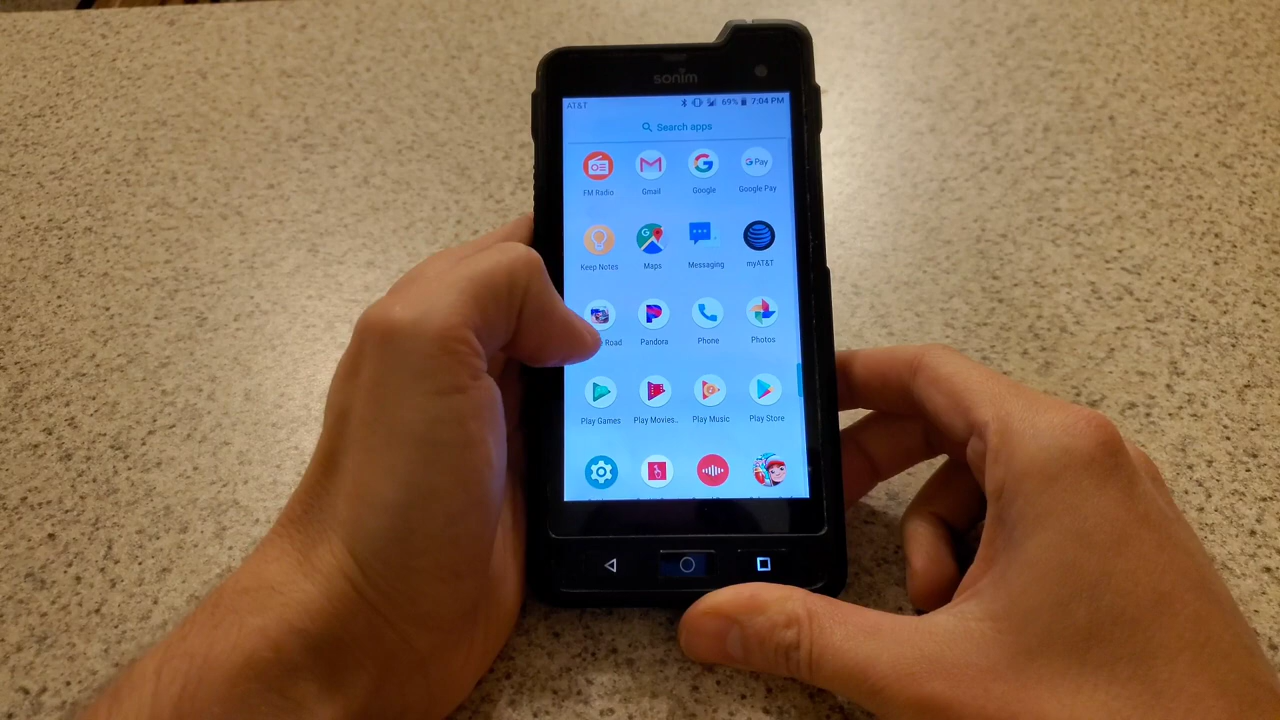 sonim
AT&T 69% 7:04 PM
Search apps
FM Radio Gmail Google G Pay Google Pay
Keep Notes Maps Messaging myAT&T
Road Pandora Phone Photos
Play Games Play Movies.. Play Music Play Store